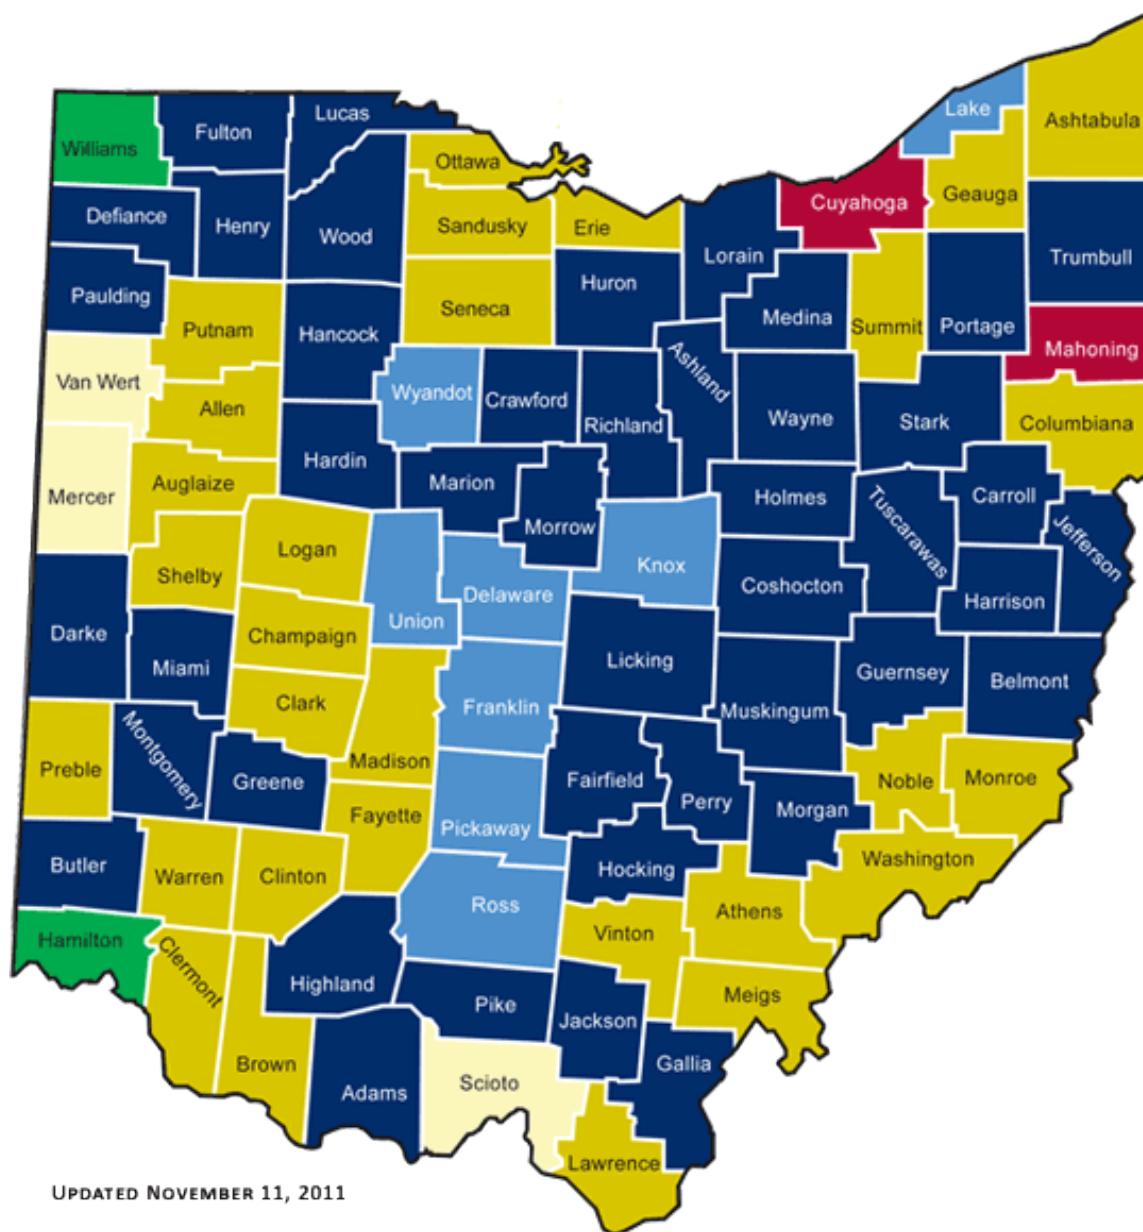 Lucas
Fulton
Williams
Lake
Ashtabula
Ottawa
Geauga
Cuyahoga
Defiance
Henry
Wood
Sandusky
Erie
Lorain
Trumbull
Paulding
Huron
Hancock
Seneca
Medina
Summit
Portage
Putnam
Mahoning
Van Wert
Allen
Wyandot
Crawford
Richland
Ashland
Wayne
Stark
Columbiana
Hardin
Auglaize
Marion
Mercer
Holmes
Carroll
Morrow
Tuscarawas
Jefferson
Logan
Shelby
Knox
Delaware
Coshocton
Harrison
Union
Darke
Champaign
Miami
Licking
Guernsey
Belmont
Clark
Franklin
Muskingum
Montgomery
Madison
Preble
Greene
Fairfield
Perry
Noble
Monroe
Fayette
Morgan
Pickaway
Butler
Warren
Clinton
Hocking
Washington
Ross
Athens
Hamilton
Vinton
Clermont
Highland
Pike
Jackson
Meigs
Brown
Adams
Scioto
Gallia
Lawrence
UPDATED NOVEMBER 11, 2011